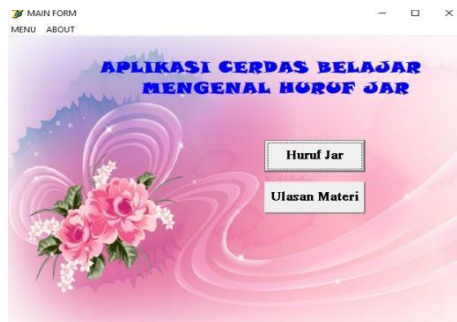 MAIN FORM
MENU ABOUT
APLIKASI CERDAS BELAJAR
MENGENAL HURUF JAR
Huruf Jar
Ulasan Materi